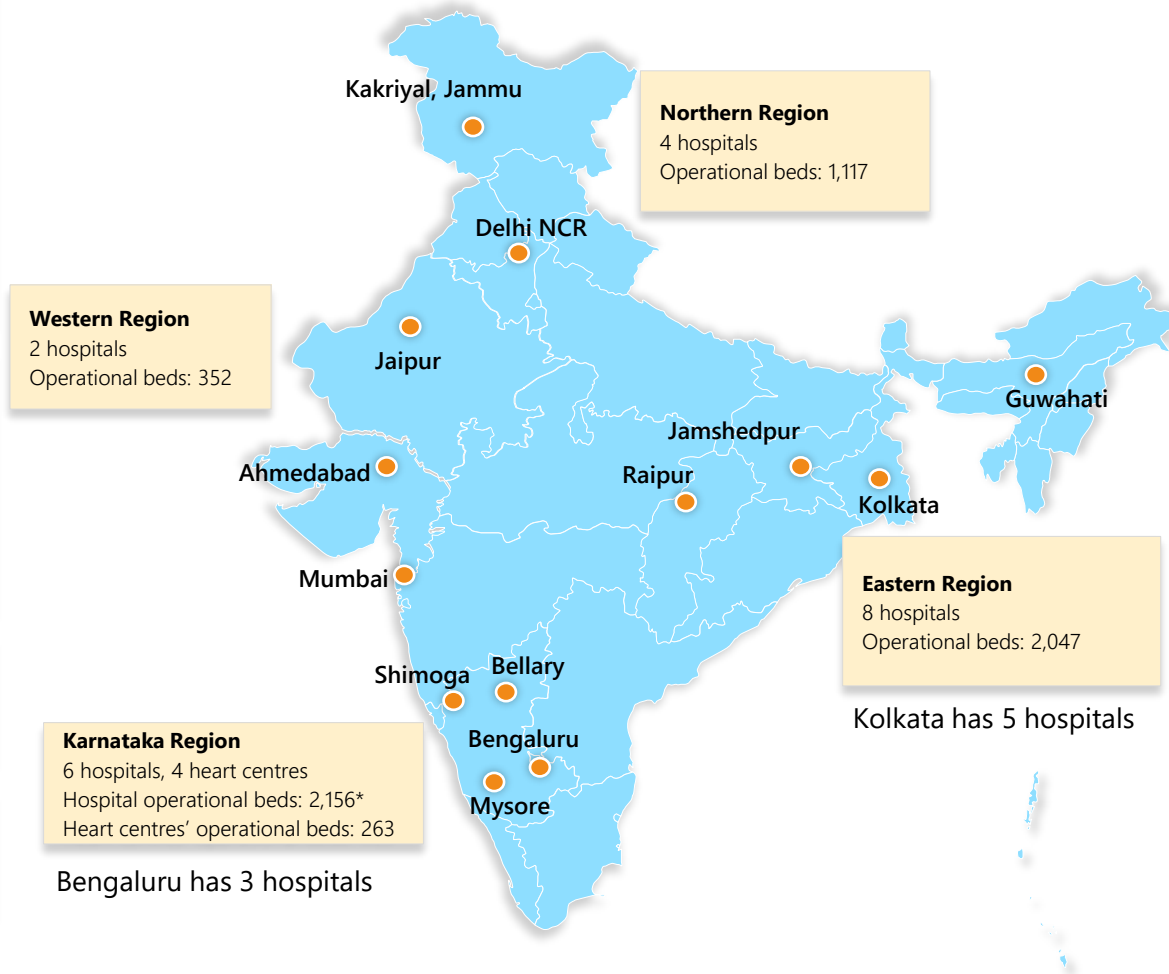 Kakriyal, Jammu
Northern Region
4 hospitals
Operational beds: 1,117
Delhi NCR
Western Region
2 hospitals
Operational beds: 352
Jaipur
Guwahati
Jamshedpur
Ahmedabad
Raipur
Kolkata
Mumbai
Eastern Region
8 hospitals
Operational beds: 2,047
Kolkata has 5 hospitals
Shimoga
Bellary
Bengaluru
Mysore
Karnataka Region
6 hospitals, 4 heart centres
Hospital operational beds: 2,156*
Heart centres’ operational beds: 263
Bengaluru has 3 hospitals